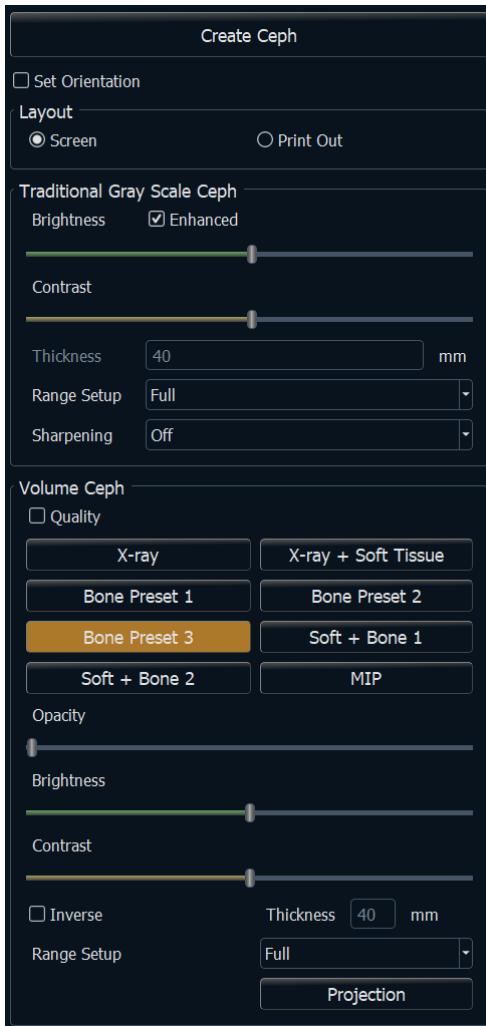 Create Ceph
Set Orientation
Layout
Screen Print Out
Traditional Gray Scale Ceph
Brightness Enhanced
Contrast
Thickness 40 mm
Range Setup Full
Sharpening Off
Volume Ceph
Quality
X-ray X-ray + Soft Tissue
Bone Preset 1 Bone Preset 2
Bone Preset 3 Soft + Bone 1
Soft + Bone 2 MIP
Opacity
Brightness
Contrast
Inverse Thickness 40 mm
Range Setup Full
Projection